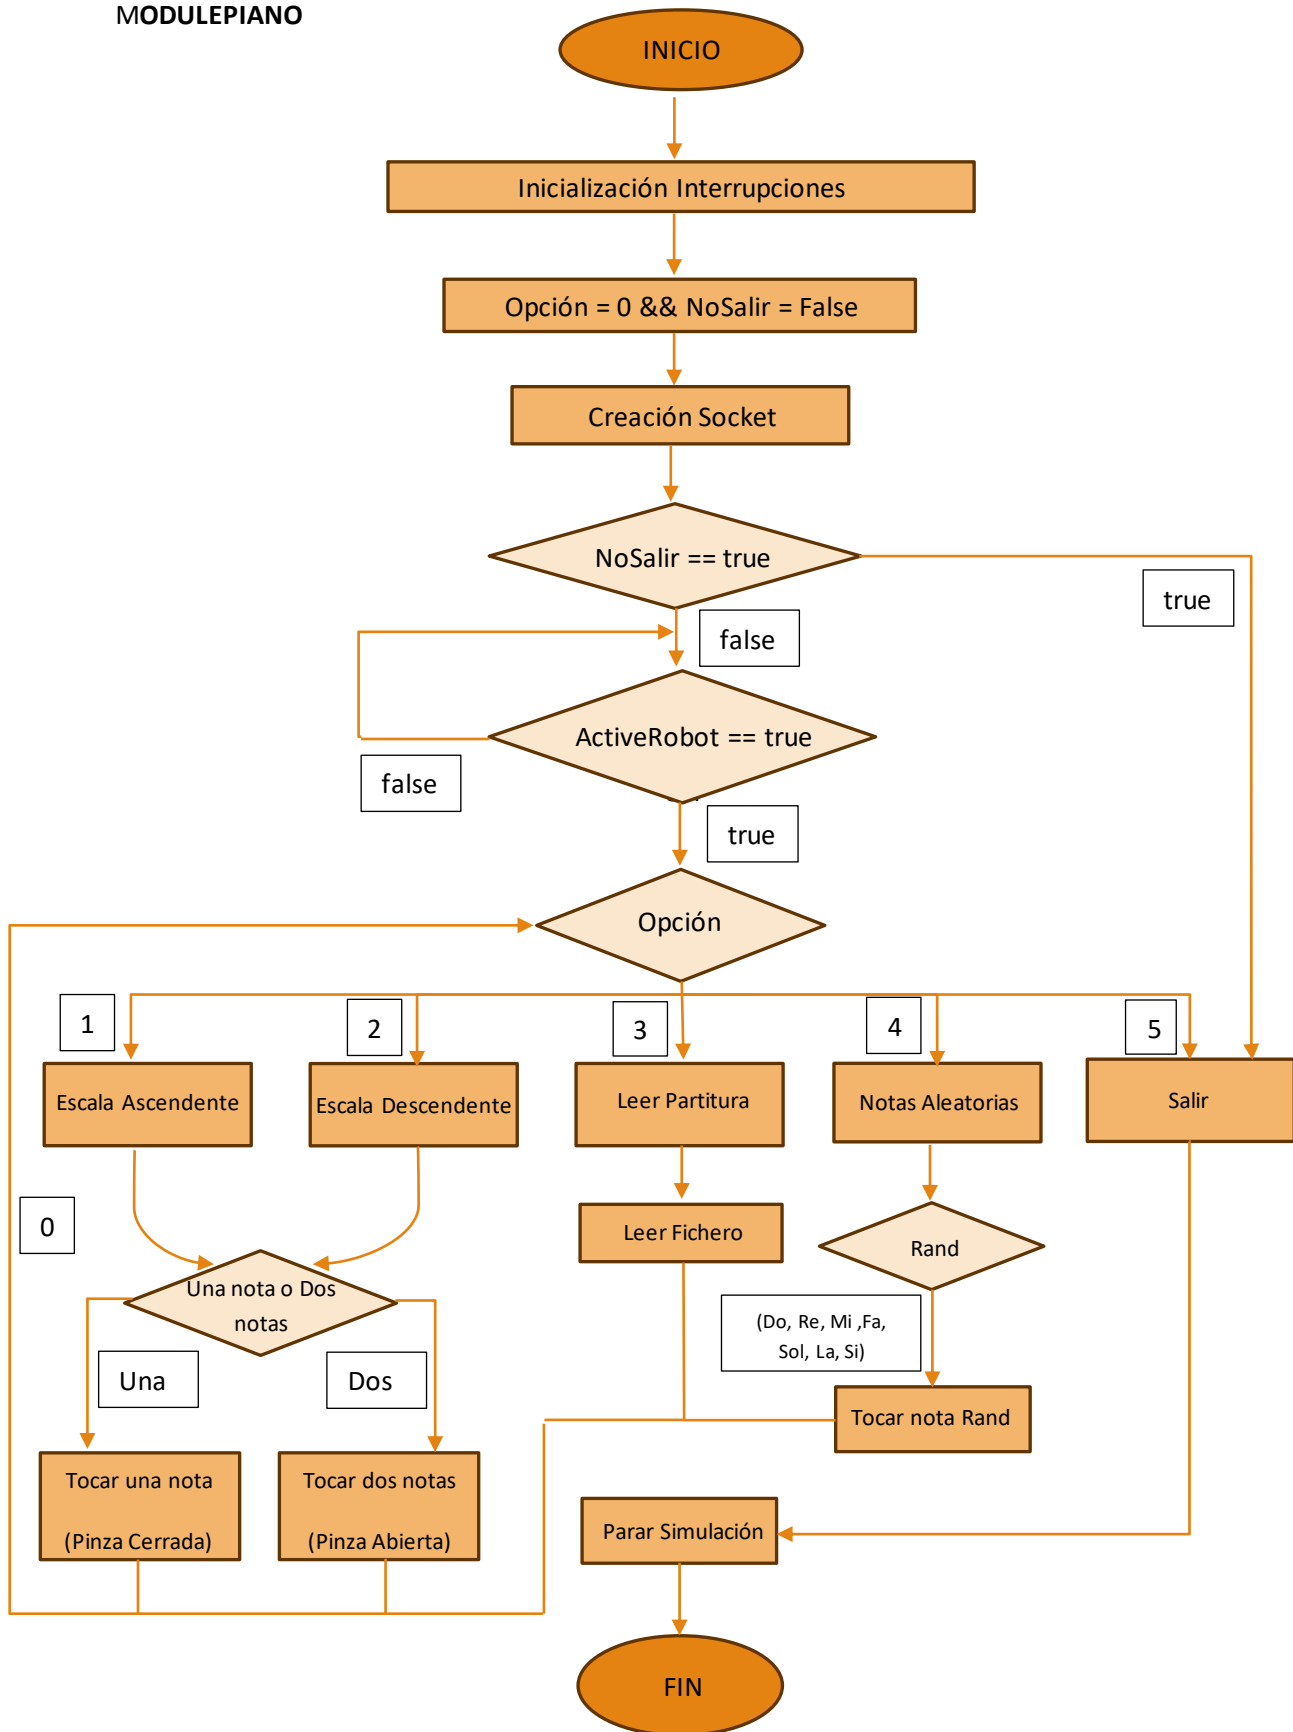 MODULEPIANO
INICIO
Inicialización Interrupciones
Opción = 0 && NoSalir = False
Creación Socket
NoSalir == true
true
false
ActiveRobot == true
false
true
Opción
1
2
3
4
5
Escala Ascendente
Escala Descendente
Leer Partitura
Notas Aleatorias
Salir
0
Leer Fichero
Rand
Una nota o Dos
notas
(Do, Re, Mi ,Fa,
Sol, La, Si)
Una
Dos
Tocar nota Rand
Tocar una nota
(Pinza Cerrada)
Tocar dos notas
(Pinza Abierta)
Parar Simulación
FIN